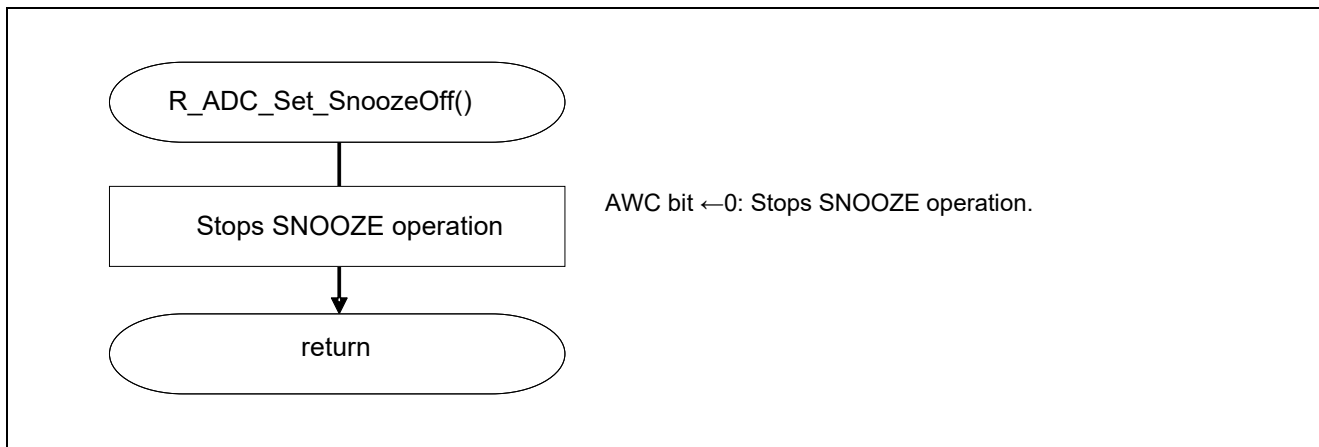 R_ADC_Set_SnoozeOff()
Stops SNOOZE operation
AWC bit ←0: Stops SNOOZE operation.
return